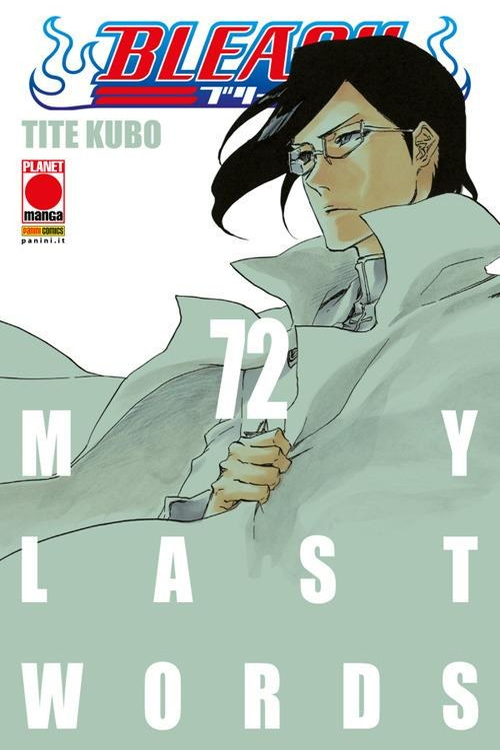 BLEACH
ブリー
TITE KUBO
PLANET
manga
PANINI COMICS
panini.it
72
M Y
L A S T
W O R D S